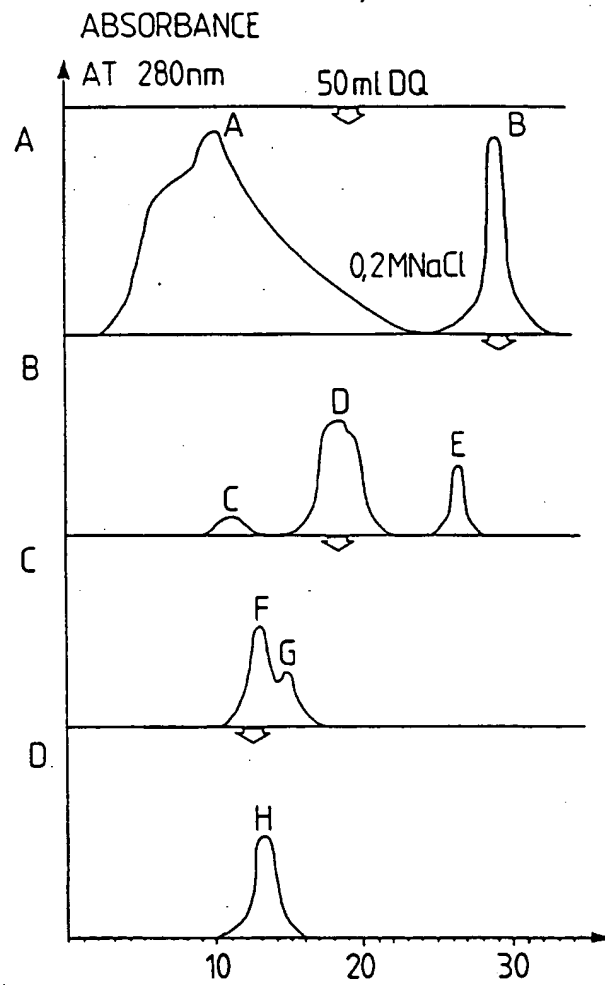 ABSORBANCE
AT 280nm
50ml DQ
A
A
B
0,2MNaCl
B
C
D
E
C
F
G
D
H
10
20
30